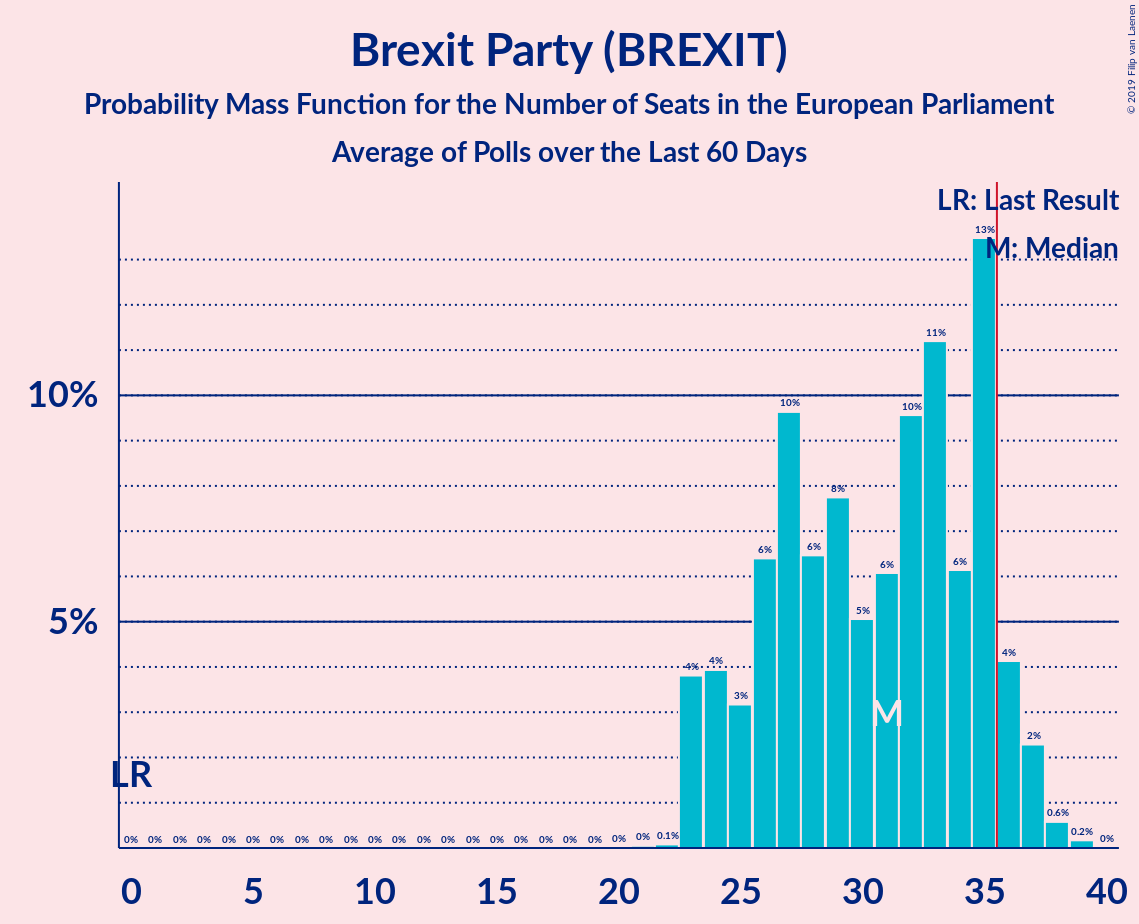 Brexit Party (BREXIT)
Probability Mass Function for the Number of Seats in the European Parliament
Average of Polls over the Last 60 Days
© 2019 Filip van Laenen
LR: Last Result
M: Median
13%
11%
10%
10%
10%
8%
6%
6%
6%
6%
5%
5%
4%
4%
4%
3%
M
2%
LR
0.6%
0% 0% 0% 0% 0% 0% 0% 0% 0% 0% 0% 0% 0% 0% 0% 0% 0% 0% 0% 0% 0% 0% 0.1% 0.2% 0%
0 5 10 15 20 25 30 35 40